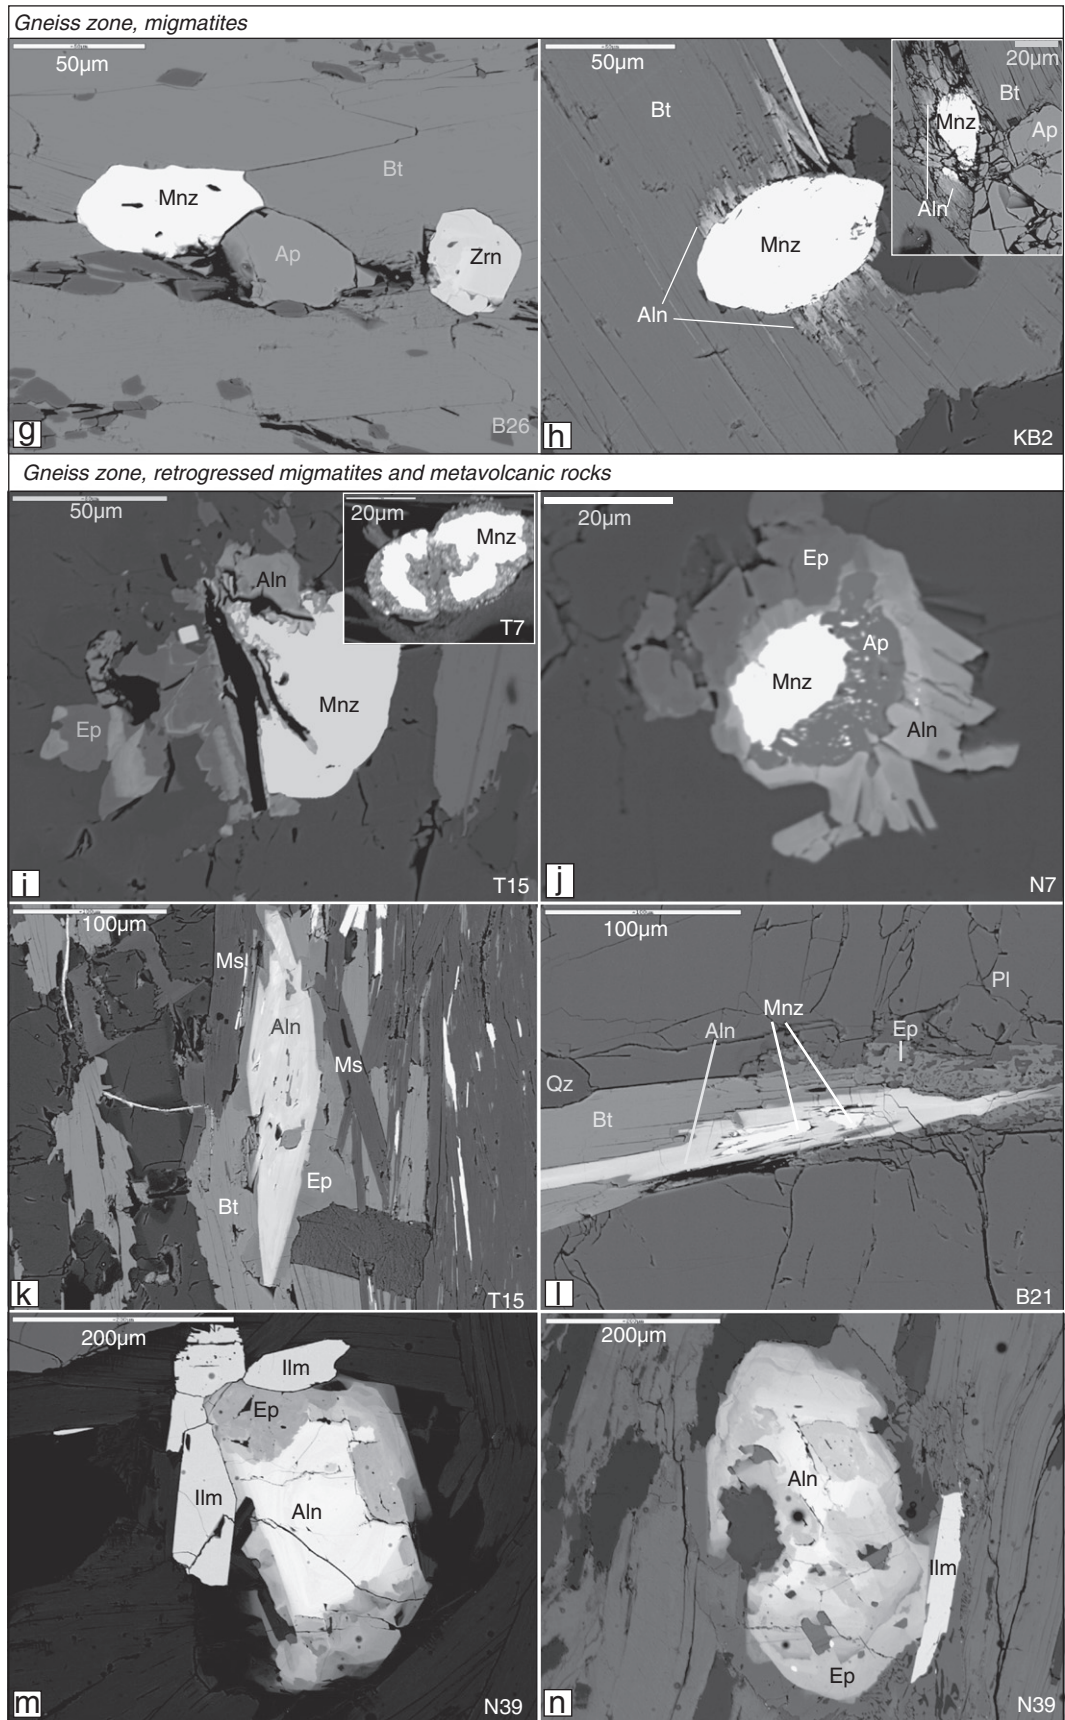 Gneiss zone, migmatites
50µm
Mnz
Bt
Ap
Zrn
B26
g
50µm
Bt
20µm
Bt
Mnz
Ap
Aln
Mnz
Aln
KB2
h
Gneiss zone, retrogressed migmatites and metavolcanic rocks
50µm
Aln
20µm
Mnz
T7
Mnz
Ep
T15
i
20µm
Ep
Ap
Mnz
Aln
N7
j
100µm
Ms
Aln
Ms
Ep
Bt
T15
k
100µm
Pl
Mnz
Aln
Ep
Qz
Bt
B21
l
200µm
Ilm
Ep
Ilm
Aln
N39
m
200µm
Aln
Ilm
Ep
N39
n